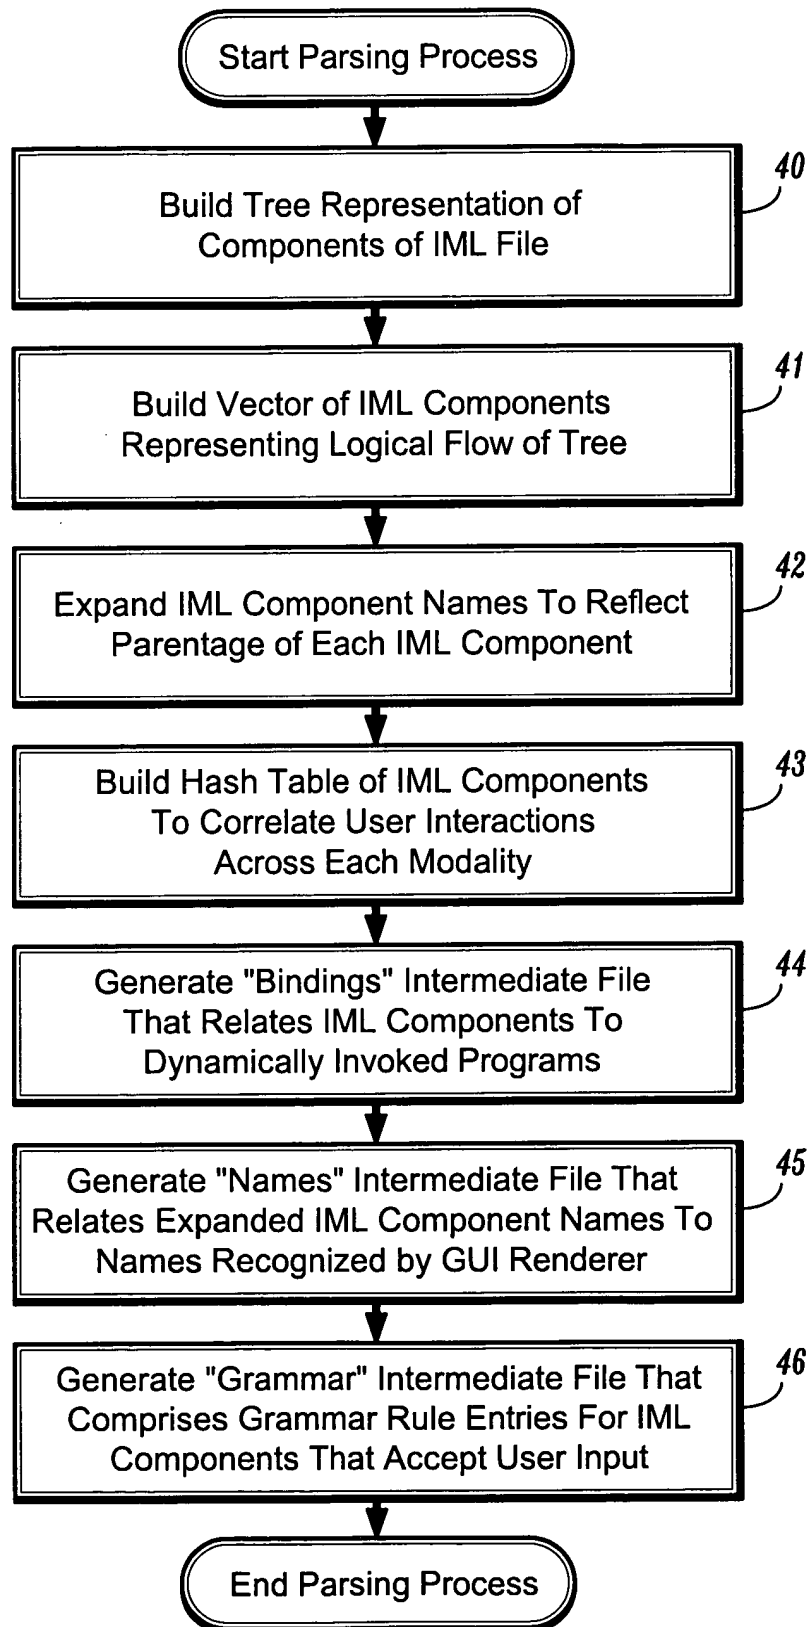 Start Parsing Process
40
Build Tree Representation of
Components of IML File
41
Build Vector of IML Components
Representing Logical Flow of Tree
42
Expand IML Component Names To Reflect
Parentage of Each IML Component
43
Build Hash Table of IML Components
To Correlate User Interactions
Across Each Modality
44
Generate "Bindings" Intermediate File
That Relates IML Components To
Dynamically Invoked Programs
45
Generate "Names" Intermediate File That
Relates Expanded IML Component Names To
Names Recognized by GUI Renderer
46
Generate "Grammar" Intermediate File That
Comprises Grammar Rule Entries For IML
Components That Accept User Input
End Parsing Process